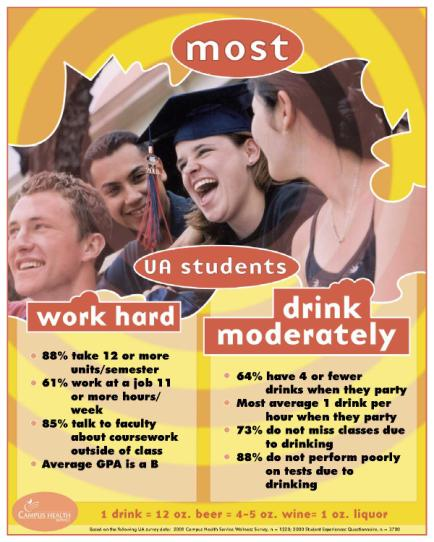 most
UA students
work hard
88% take 12 or more
units/semester
61% work at a job 11
or more hours/
week
85% talk to faculty
about coursework
outside of class
Average GPA is a B
drink
moderately
64% have 4 or fewer
drinks when they party
Most average 1 drink per
hour when they party
73% do not miss classes due
to drinking
88% do not perform poorly
on tests due to
drinking
CAMPUS HEALTH
SERVICE
1 drink = 12 oz. beer = 4-5 oz. wine= 1 oz. liquor
Based on the following UA survey data: 2000 Campus Health Service Wellness Survey, n = 1220; 2000 Student Experiences Questionnaire, n = 2700